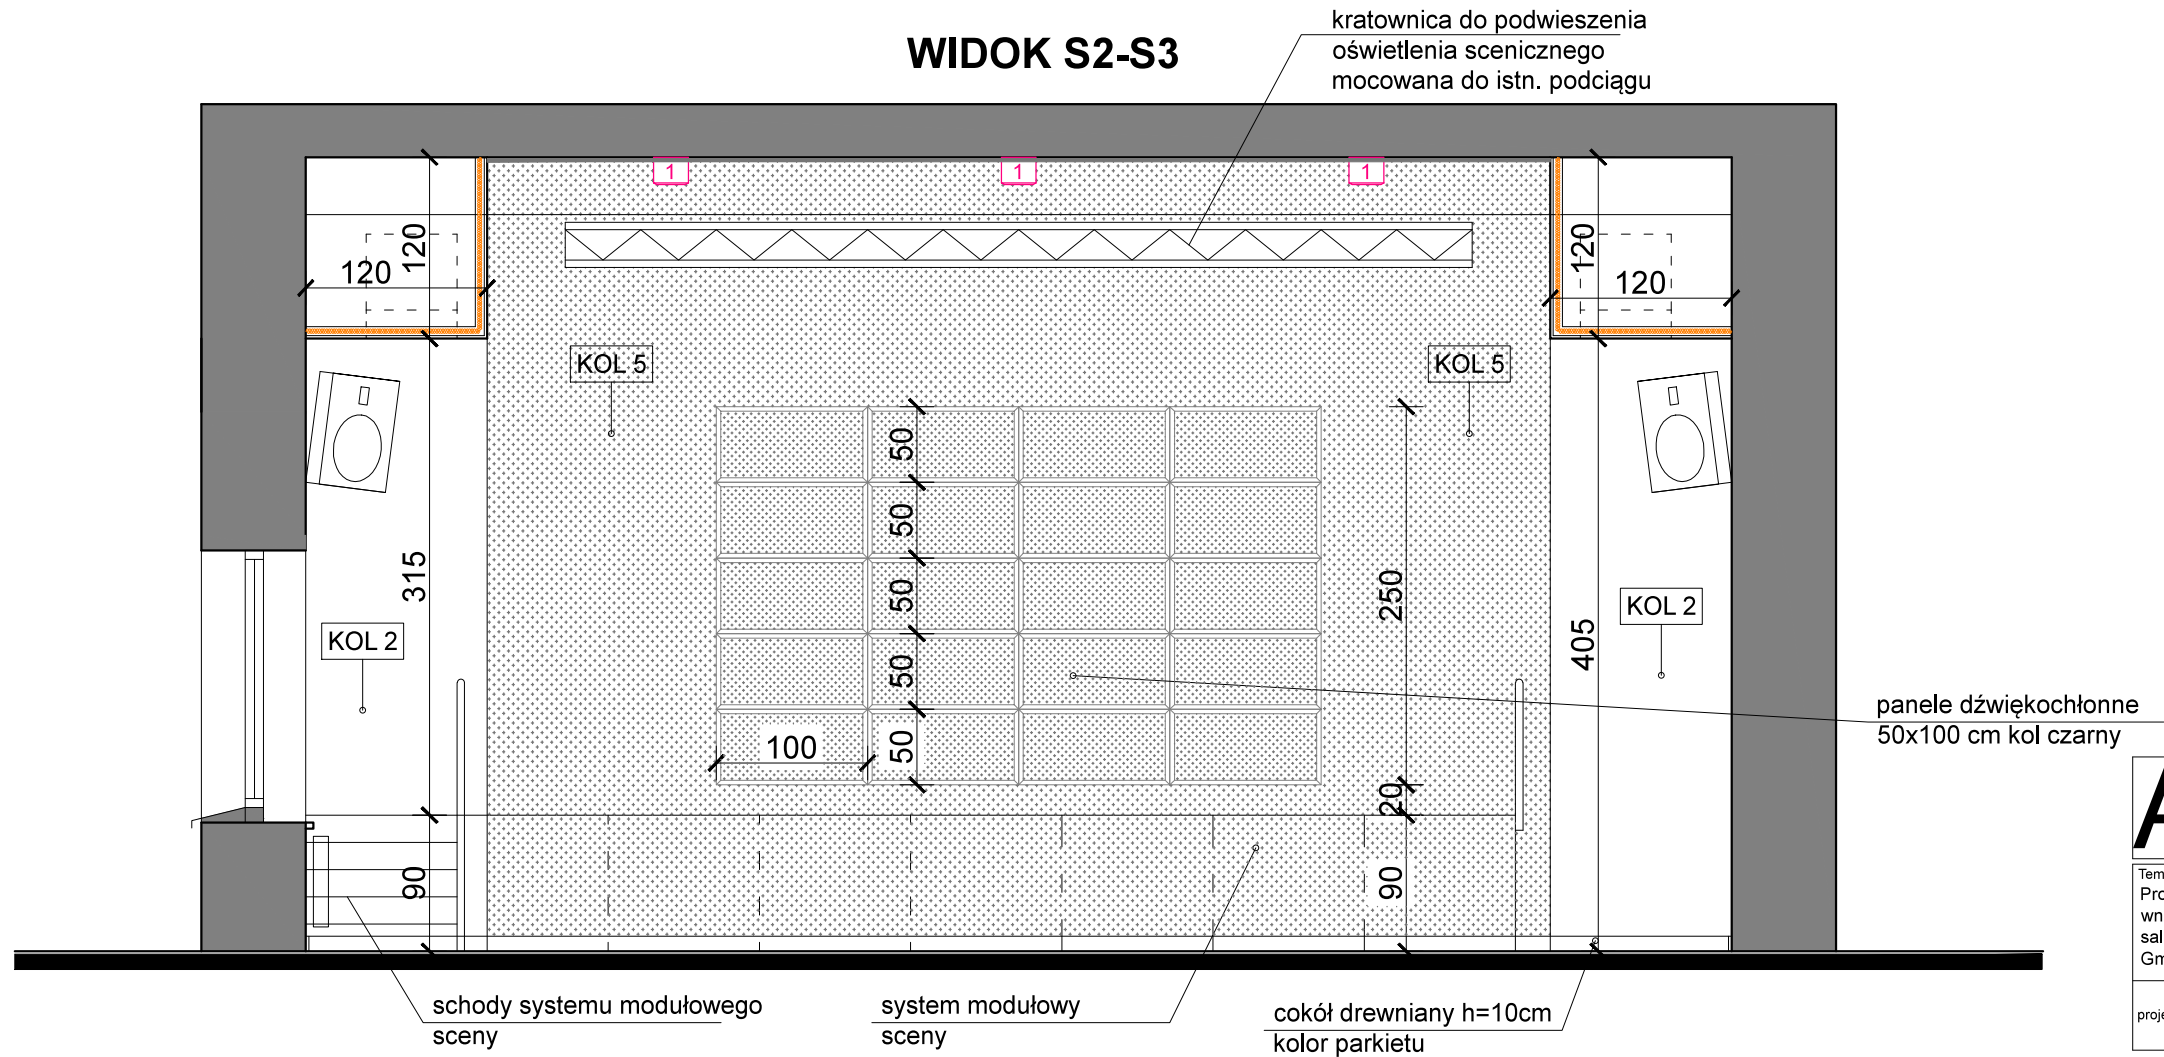 WIDOK S2-S3
kratownica do podwieszenia
oświetlenia scenicznego
mocowana do istn. podciągu
1
1
1
120
120
120
120
KOL 5
KOL 5
50
50
50
50
50
100
250
20
90
315
90
405
KOL 2
KOL 2
panele dźwiękochłonne
50x100 cm kol czarny
schody systemu modułowego
sceny
system modułowy
sceny
cokół drewniany h=10cm
kolor parkietu